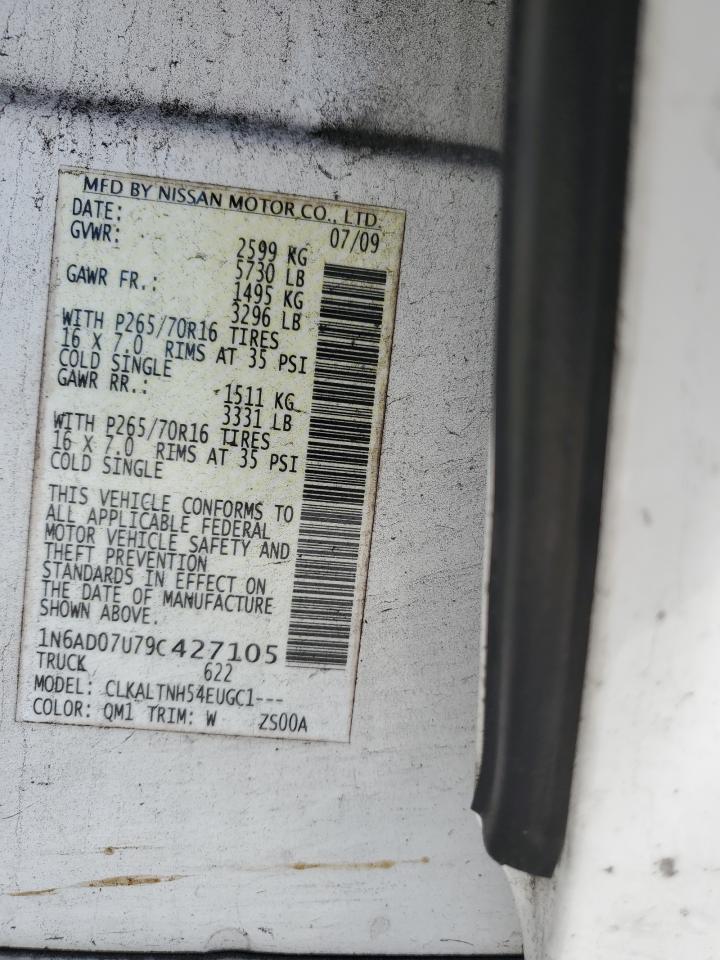 MFD BY NISSAN MOTOR CO., LTD.
DATE: 07/09
GVWR: 2599 KG
5730 LB
GAWR FR.: 1495 KG
3296 LB
WITH P265/70R16 TIRES
16 X 7.0 RIMS AT 35 PSI
COLD SINGLE
GAWR RR.: 1511 KG
3331 LB
WITH P265/70R16 TIRES
16 X 7.0 RIMS AT 35 PSI
COLD SINGLE
THIS VEHICLE CONFORMS TO
ALL APPLICABLE FEDERAL
MOTOR VEHICLE SAFETY AND
THEFT PREVENTION
STANDARDS IN EFFECT ON
THE DATE OF MANUFACTURE
SHOWN ABOVE.
1N6AD07U79C427105
TRUCK 622
MODEL: CLKALTNH54EUGC1---
COLOR: QM1 TRIM: W ZS00A